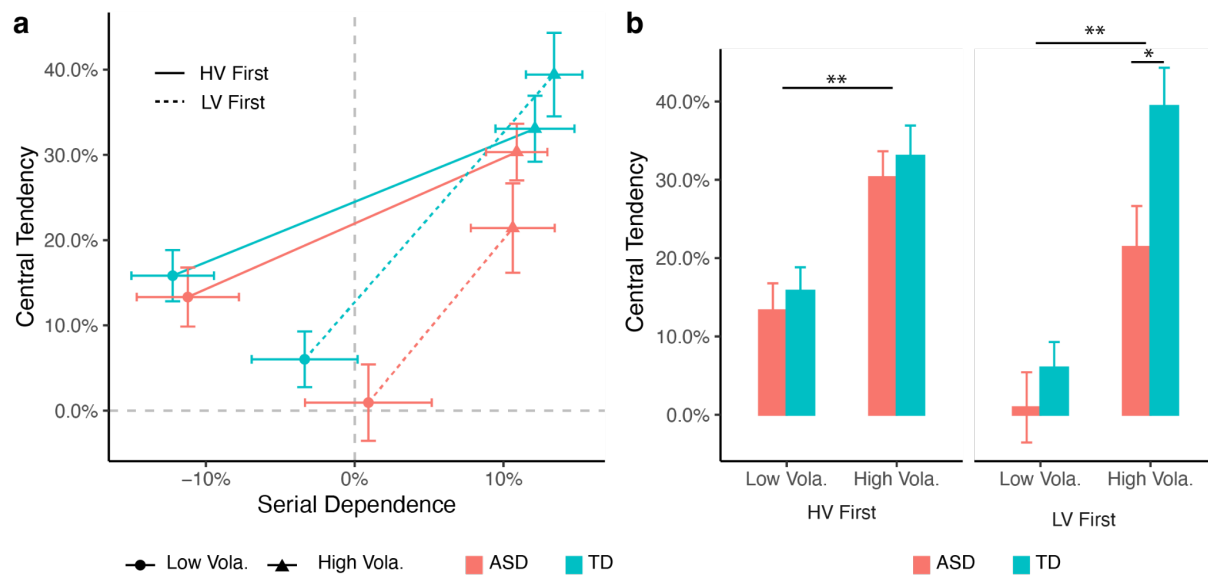 a
HV First
LV First
Central Tendency
40.0%
30.0%
20.0%
10.0%
0.0%
−10%
0%
10%
Serial Dependence
Low Vola.
High Vola.
ASD
TD
b
Central Tendency
40.0%
30.0%
20.0%
10.0%
0.0%
**
**
*
Low Vola.
High Vola.
HV First
Low Vola.
High Vola.
LV First
ASD
TD